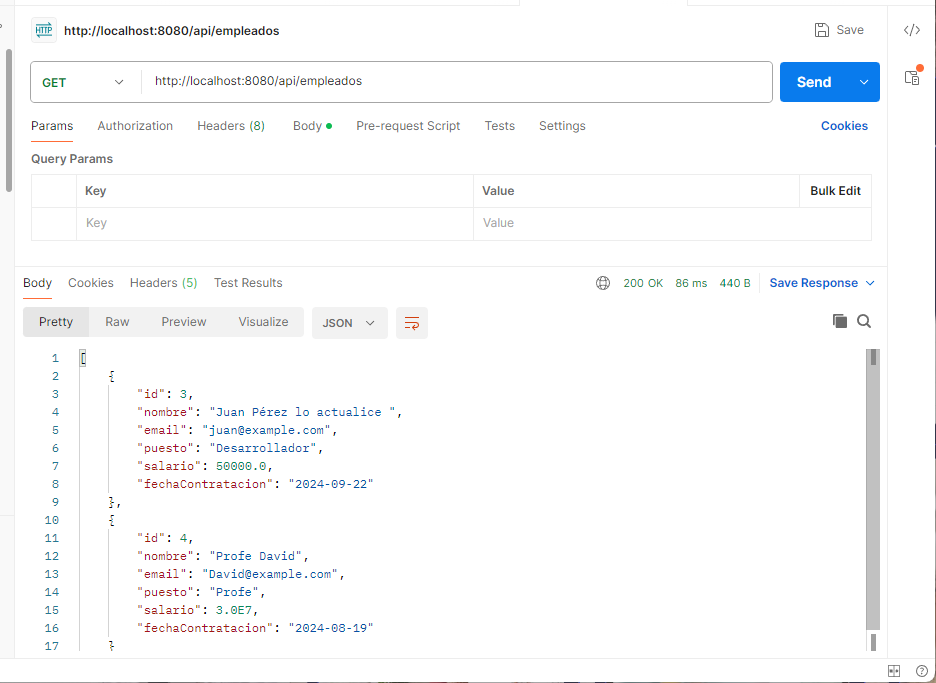 HTTP http://localhost:8080/api/empleados Save
GET http://localhost:8080/api/empleados Send
Params Authorization Headers (8) Body Pre-request Script Tests Settings Cookies
Query Params
Key Value Bulk Edit
Key Value
Body Cookies Headers (5) Test Results 200 OK 86 ms 440 B Save Response
Pretty Raw Preview Visualize JSON
1 [
2 {
3 "id": 3,
4 "nombre": "Juan Pérez lo actualice ",
5 "email": "juan@example.com",
6 "puesto": "Desarrollador",
7 "salario": 50000.0,
8 "fechaContratacion": "2024-09-22"
9 },
10 {
11 "id": 4,
12 "nombre": "Profe David",
13 "email": "David@example.com",
14 "puesto": "Profe",
15 "salario": 3.0E7,
16 "fechaContratacion": "2024-08-19"
17 }